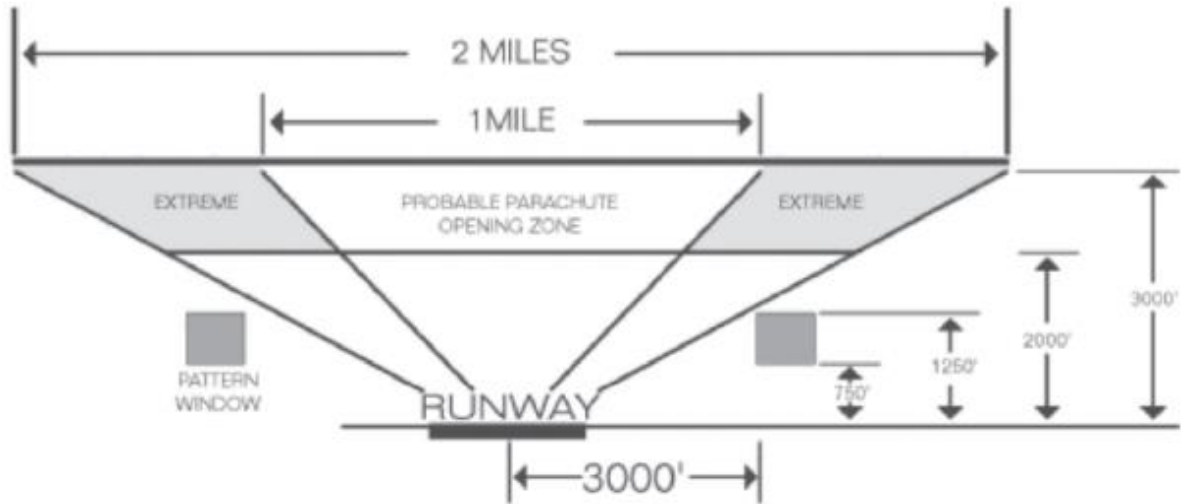 2 MILES
1 MILE
EXTREME
PROBABLE PARACHUTE
OPENING ZONE
EXTREME
3000'
2000'
1250'
750'
PATTERN
WINDOW
RUNWAY
3000'